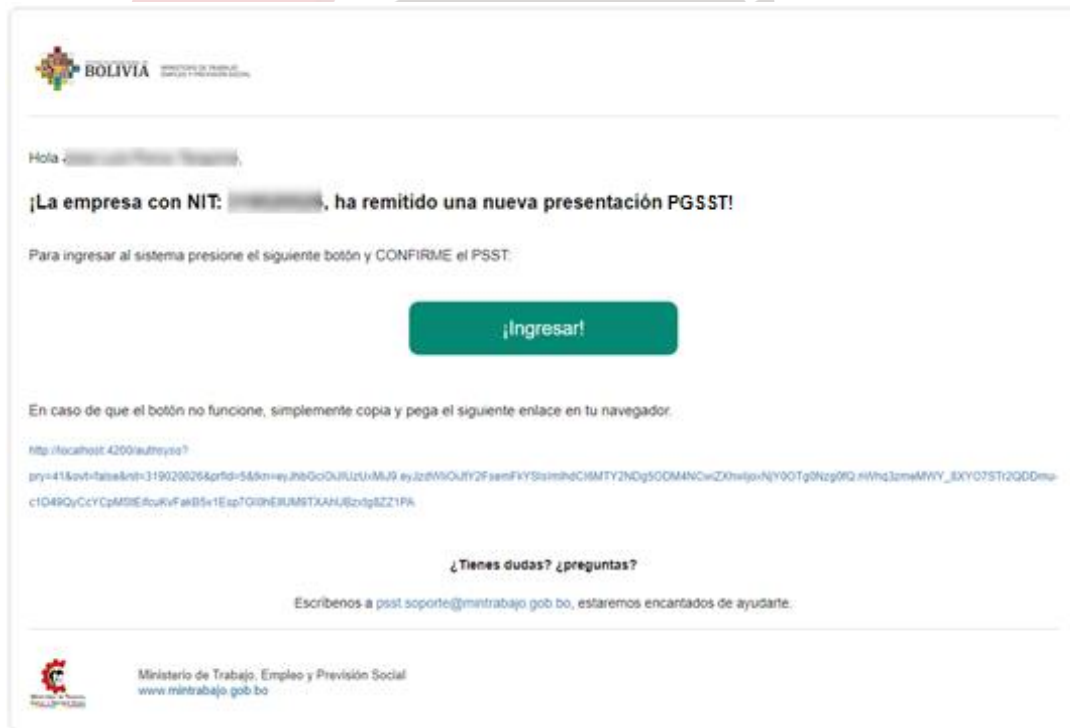 BOLIVIA
Hola
¡La empresa con NIT: , ha remitido una nueva presentación PGSST!
Para ingresar al sistema presione el siguiente botón y CONFIRME el PSST:
¡Ingresar!
En caso de que el botón no funcione, simplemente copia y pega el siguiente enlace en tu navegador.
http://localhost:4200/authsyso?
¿Tienes dudas? ¿preguntas?
Escríbenos a psst.soporte@mintrabajo.gob.bo, estaremos encantados de ayudarte.
Ministerio de Trabajo, Empleo y Previsión Social
www.mintrabajo.gob.bo